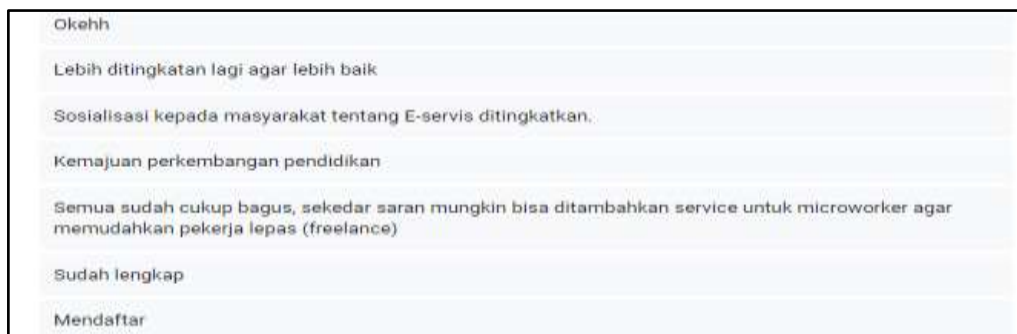 Okehh
Lebih ditingkatan lagi agar lebih baik
Sosialisasi kepada masyarakat tentang E-servis ditingkatkan.
Kemajuan perkembangan pendidikan
Semua sudah cukup bagus, sekedar saran mungkin bisa ditambahkan service untuk microworker agar
memudahkan pekerja lepas (freelance)
Sudah lengkap
Mendaftar